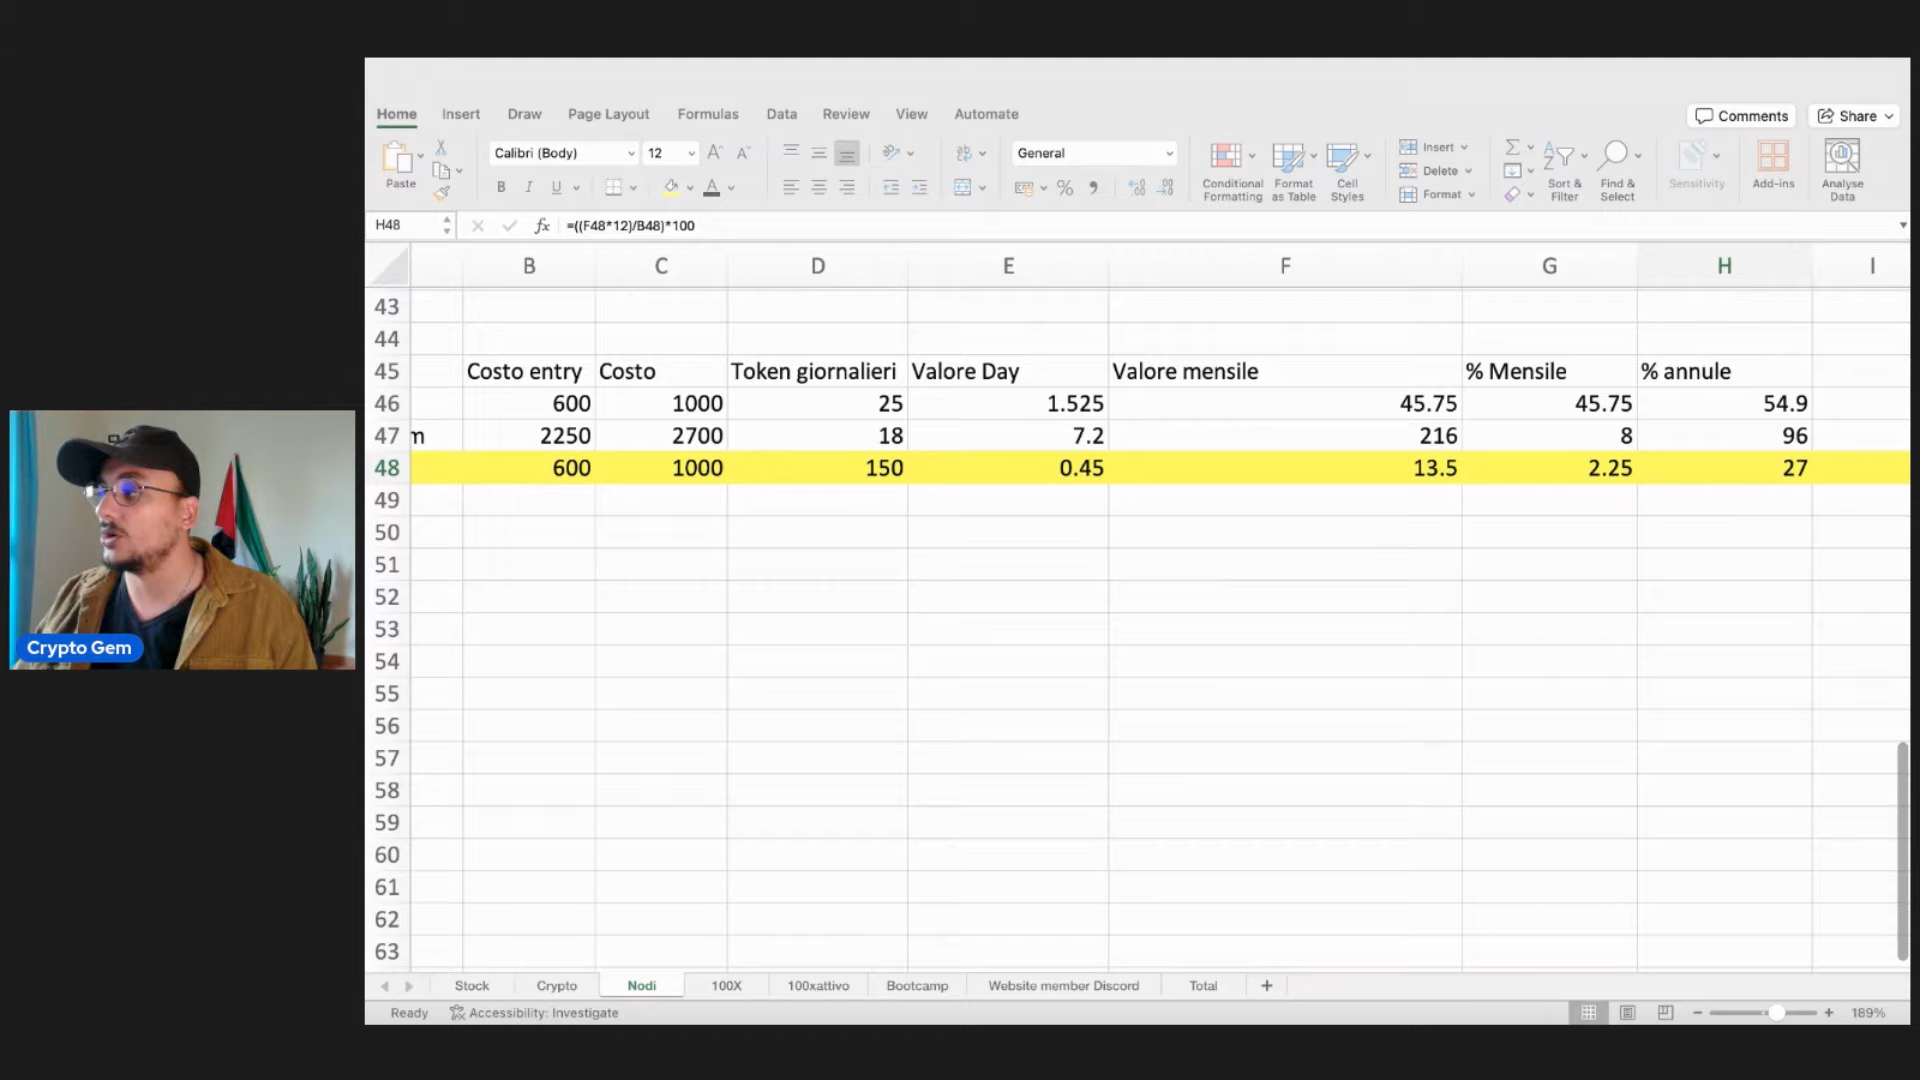 Home Insert Draw Page Layout Formulas Data Review View Automate Comments Share
Paste Calibri (Body) 12 A A General Conditional Formatting Format as Table Cell Styles Insert Delete Format Sort & Filter Find & Select Sensitivity Add-ins Analyse Data
B I U A %
H48 fx =((F48*12)/B48)*100
B C D E F G H I
43
44
45 Costo entry Costo Token giornalieri Valore Day Valore mensile % Mensile % annule
46 600 1000 25 1.525 45.75 45.75 54.9
47 m 2250 2700 18 7.2 216 8 96
48 600 1000 150 0.45 13.5 2.25 27
49
50
51
52
53
54
55
56
57
58
59
60
61
62
63
Crypto Gem
Stock Crypto Nodi 100X 100xattivo Bootcamp Website member Discord Total +
Ready Accessibility: Investigate 189%